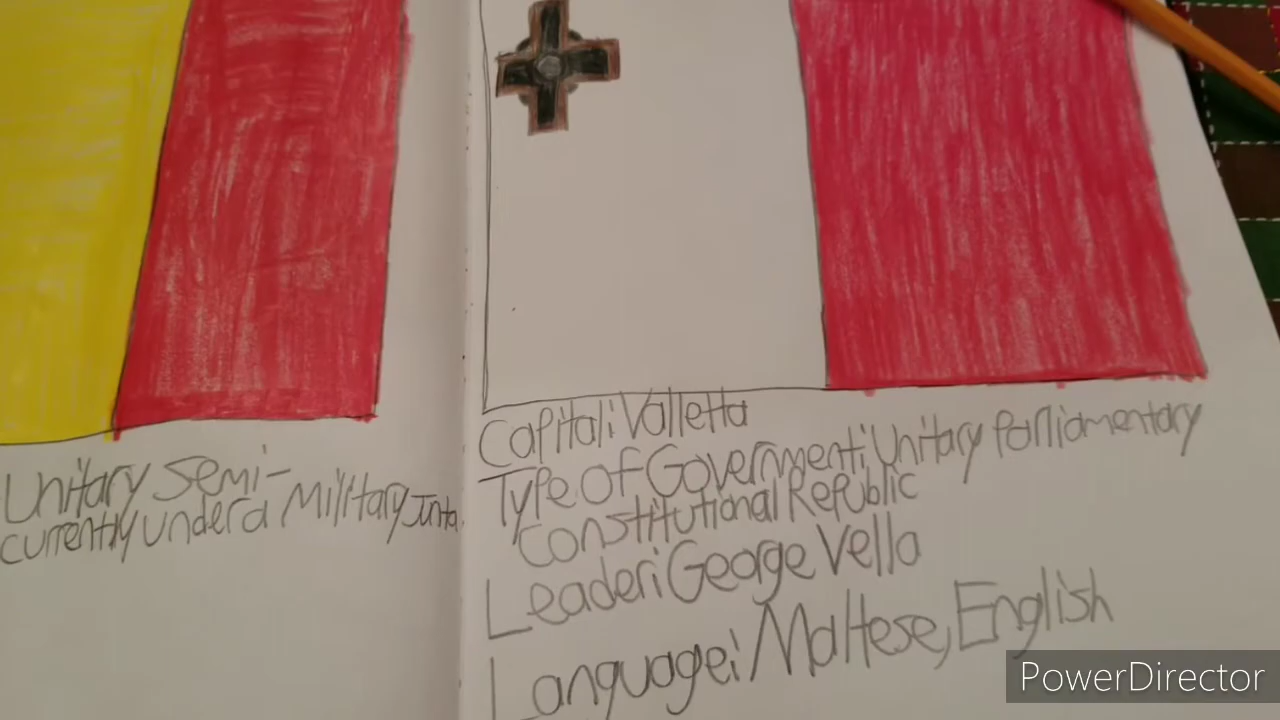 Unitary Semi-
currently under a Military Junta.
Capital: Valletta
Type of Government: Unitary Parliamentary
Constitutional Republic
Leader: George Vella
Language: Maltese, English
PowerDirector